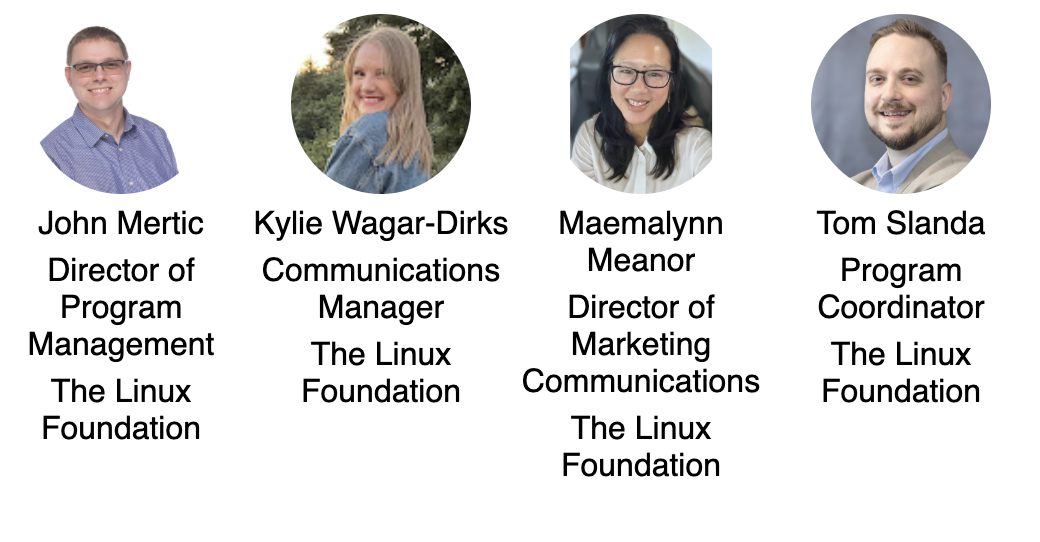 John Mertic
Director of
Program
Management
The Linux
Foundation
Kylie Wagar-Dirks
Communications
Manager
The Linux
Foundation
Maemalynn
Meanor
Director of
Marketing
Communications
The Linux
Foundation
Tom Slanda
Program
Coordinator
The Linux
Foundation